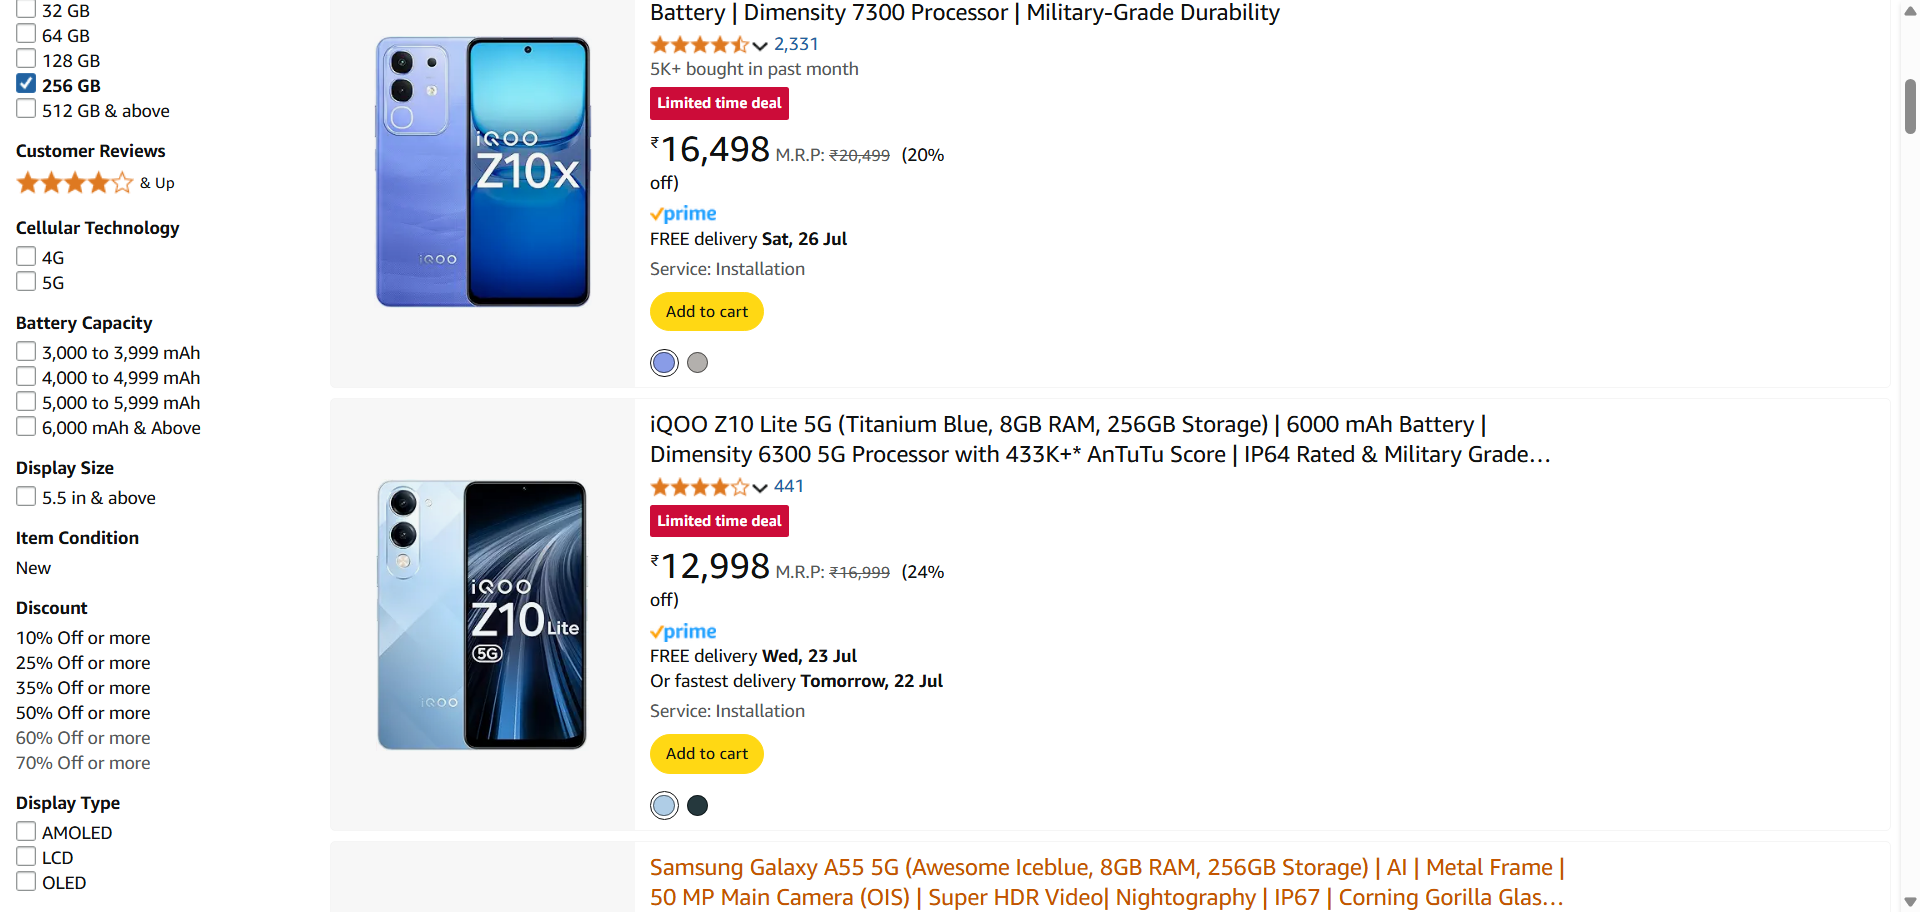 32 GB
64 GB
128 GB
256 GB
512 GB & above
Customer Reviews
& Up
Cellular Technology
4G
5G
Battery Capacity
3,000 to 3,999 mAh
4,000 to 4,999 mAh
5,000 to 5,999 mAh
6,000 mAh & Above
Display Size
5.5 in & above
Item Condition
New
Discount
10% Off or more
25% Off or more
35% Off or more
50% Off or more
60% Off or more
70% Off or more
Display Type
AMOLED
LCD
OLED
iQOO
Z10x
iQOO
Battery | Dimensity 7300 Processor | Military-Grade Durability
2,331
5K+ bought in past month
Limited time deal
₹16,498 M.R.P: ₹20,499 (20%
off)
prime
FREE delivery Sat, 26 Jul
Service: Installation
Add to cart
iQOO
Z10 Lite
5G
iQOO
iQOO Z10 Lite 5G (Titanium Blue, 8GB RAM, 256GB Storage) | 6000 mAh Battery |
Dimensity 6300 5G Processor with 433K+* AnTuTu Score | IP64 Rated & Military Grade…
441
Limited time deal
₹12,998 M.R.P: ₹16,999 (24%
off)
prime
FREE delivery Wed, 23 Jul
Or fastest delivery Tomorrow, 22 Jul
Service: Installation
Add to cart
Samsung Galaxy A55 5G (Awesome Iceblue, 8GB RAM, 256GB Storage) | AI | Metal Frame |
50 MP Main Camera (OIS) | Super HDR Video| Nightography | IP67 | Corning Gorilla Glas…